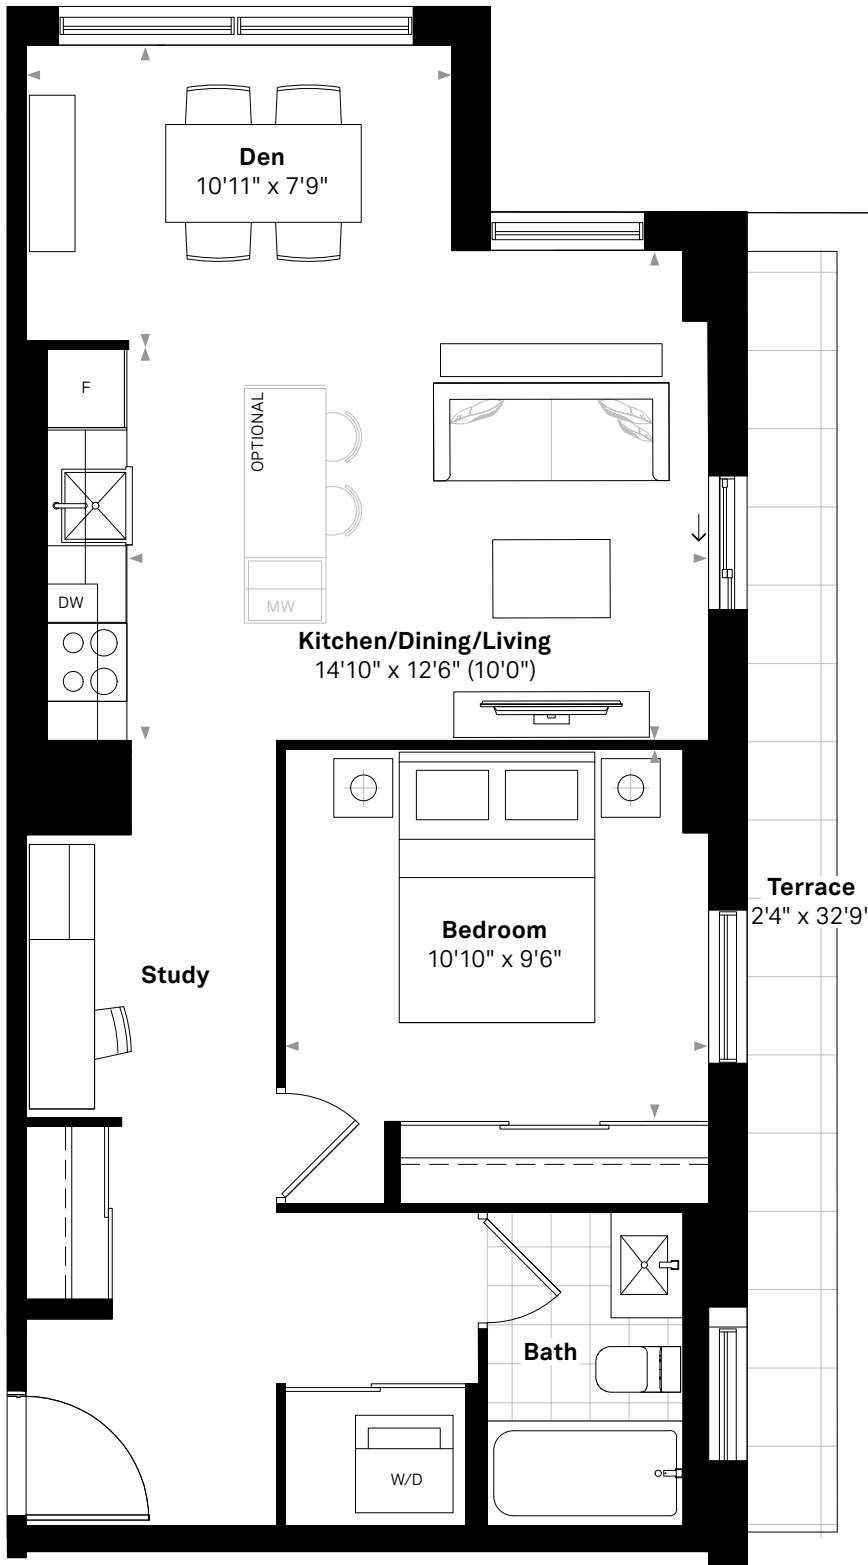 Den
10'11" x 7'9"
F
OPTIONAL
DW
MW
Kitchen/Dining/Living
14'10" x 12'6" (10'0")
Terrace
2'4" x 32'9"
Bedroom
10'10" x 9'6"
Study
Bath
W/D